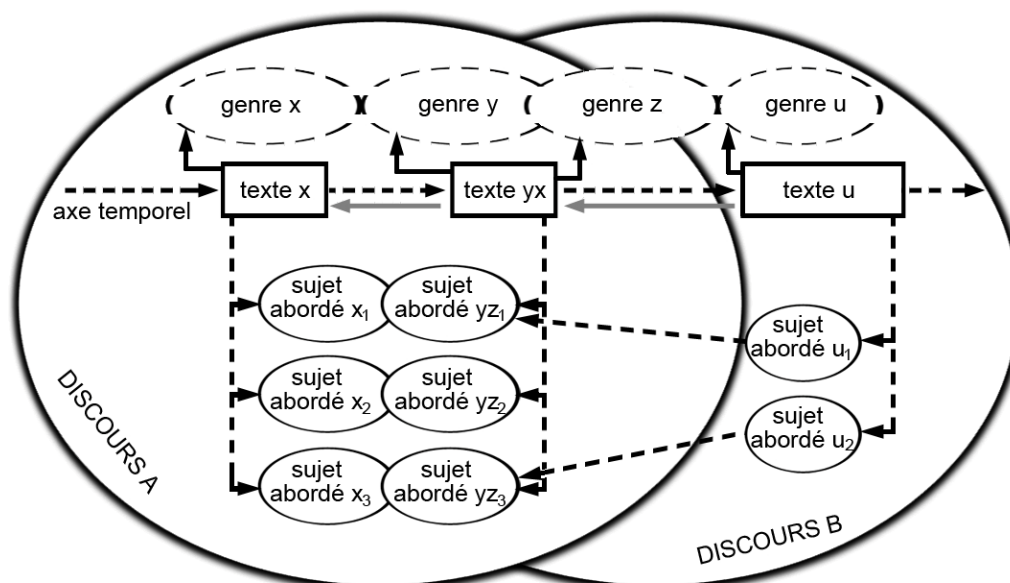 genre x
genre y
genre z
genre u
texte x
texte yx
texte u
axe temporel
sujet
abordé x₁
sujet
abordé yz₁
sujet
abordé u₁
sujet
abordé x₂
sujet
abordé yz₂
sujet
abordé u₂
sujet
abordé x₃
sujet
abordé yz₃
DISCOURS A
DISCOURS B